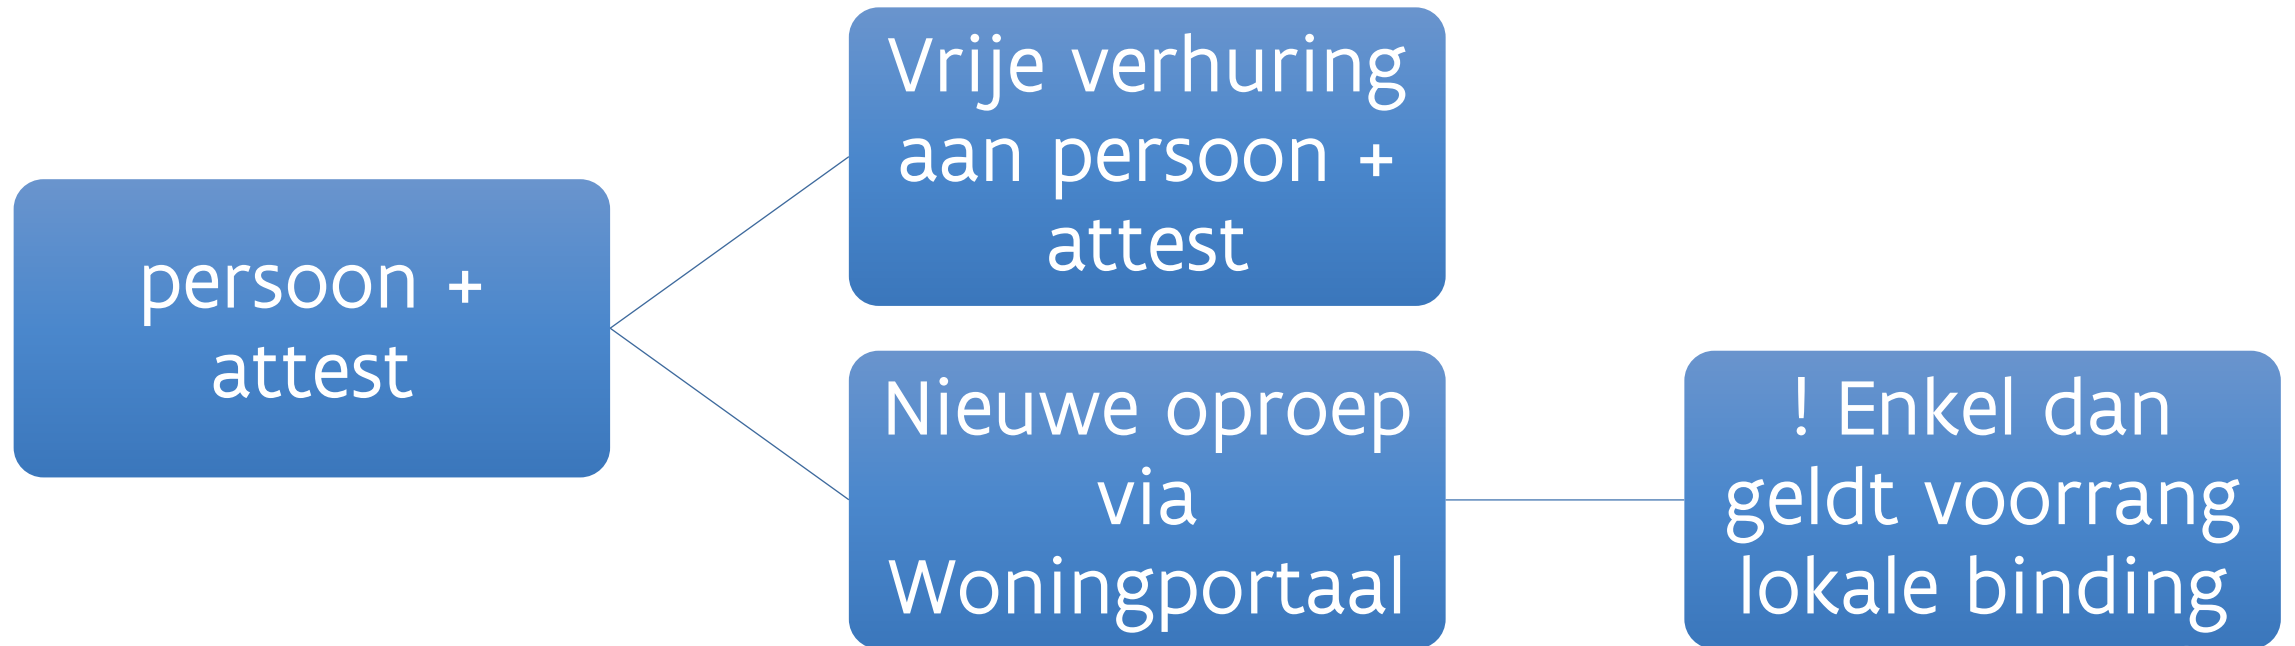 persoon +
attest
Vrije verhuring
aan persoon +
attest
Nieuwe oproep
via
Woningportaal
! Enkel dan
geldt voorrang
lokale binding